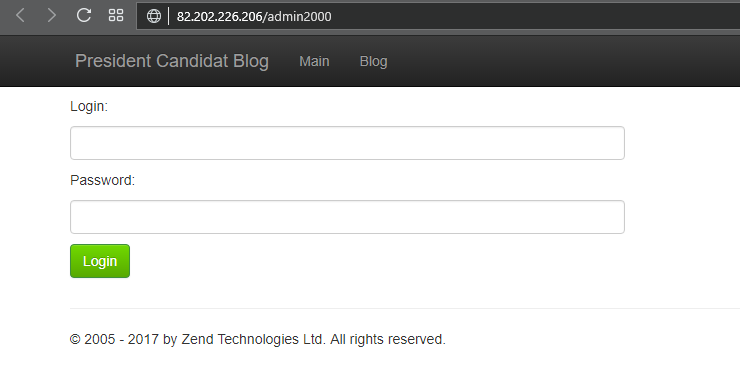 82.202.226.206/admin2000
President Candidat Blog Main Blog
Login:
Password:
Login
© 2005 - 2017 by Zend Technologies Ltd. All rights reserved.